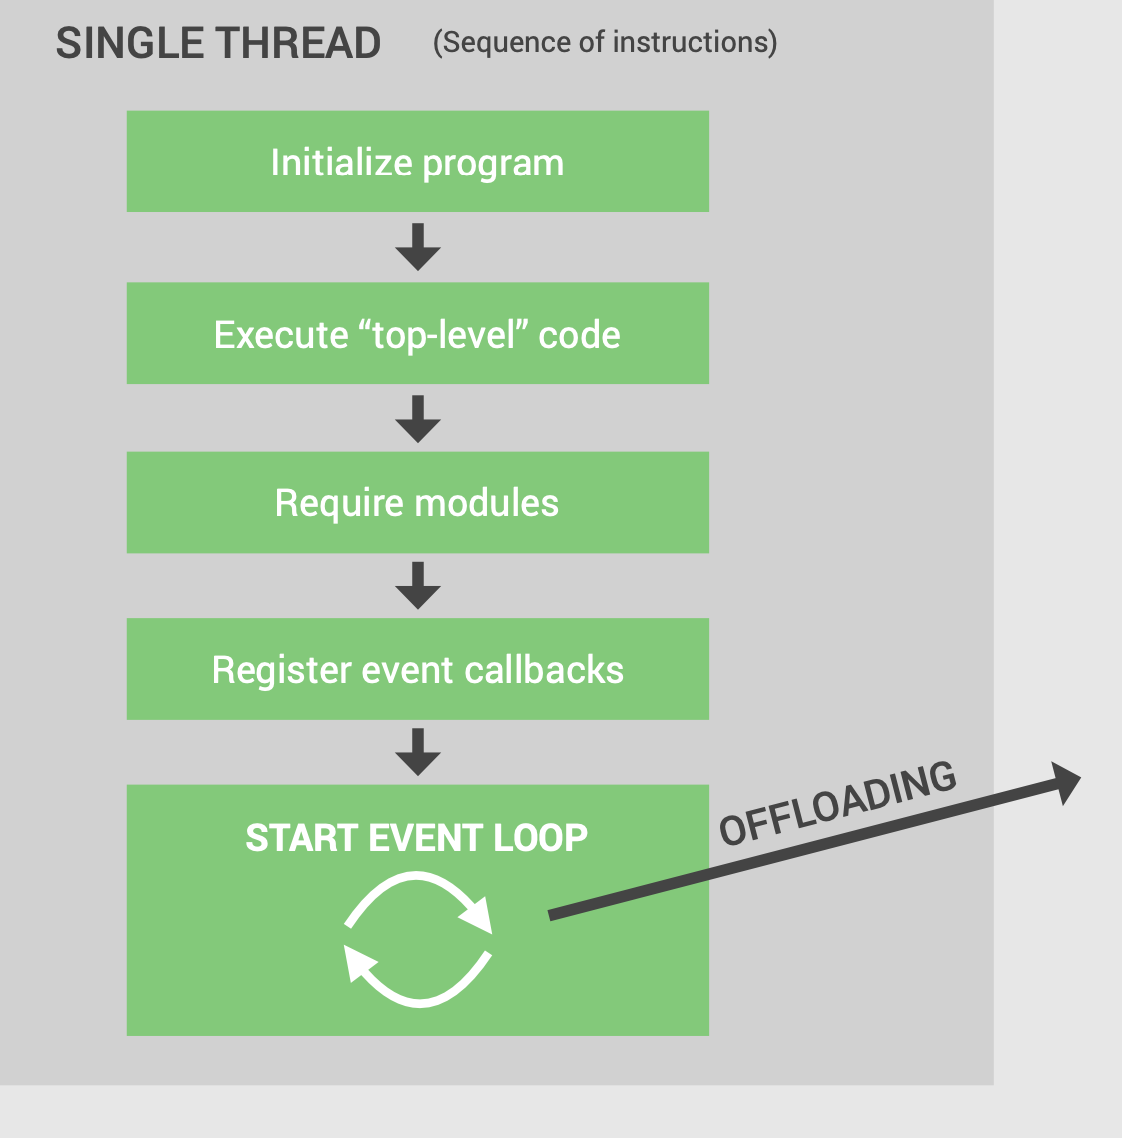 SINGLE THREAD (Sequence of instructions)
Initialize program
Execute “top-level” code
Require modules
Register event callbacks
START EVENT LOOP
OFFLOADING